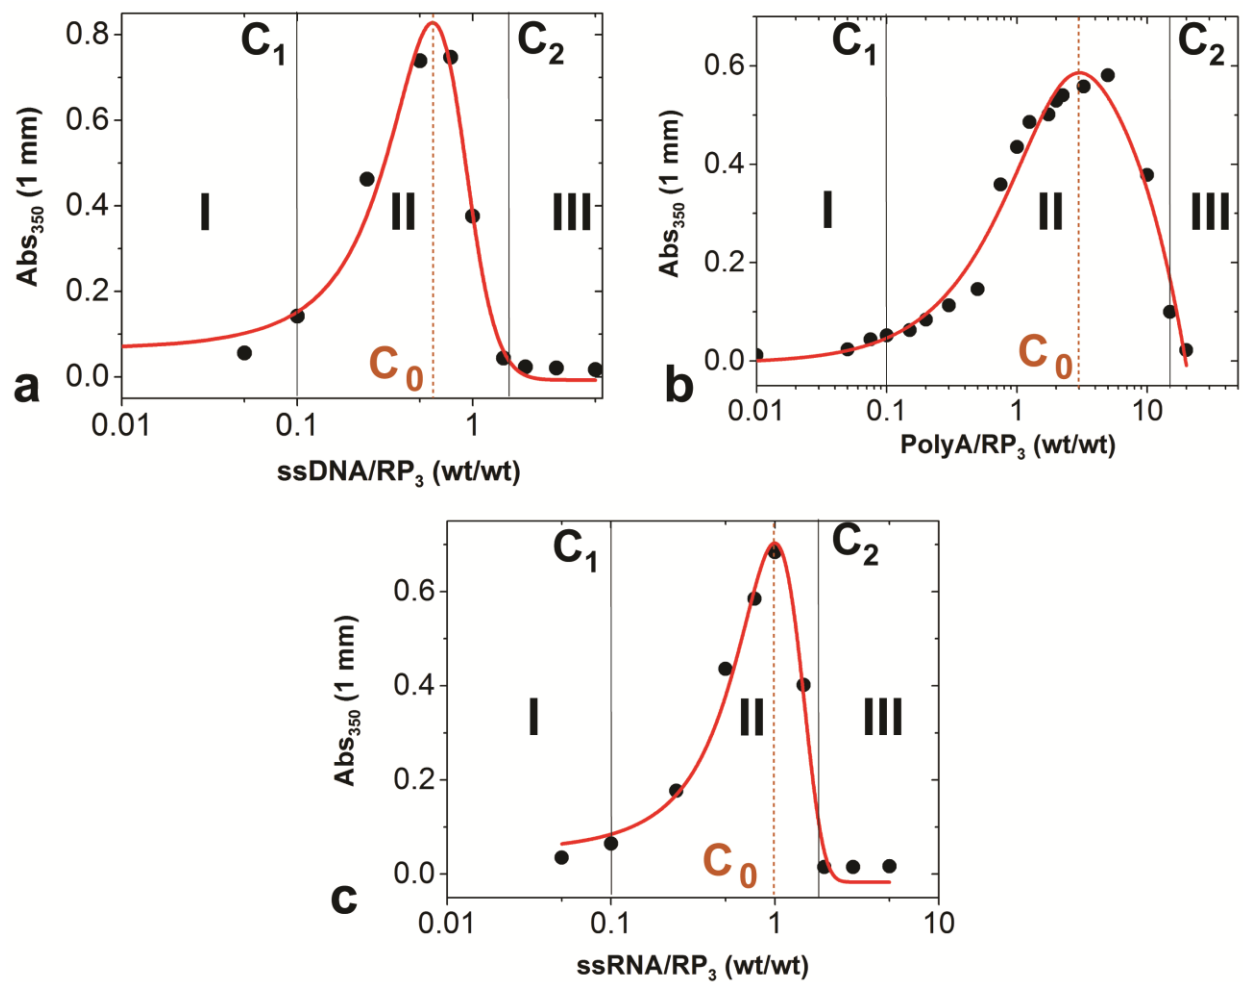 C₁ C₂
0.8
0.6
0.4
0.2
0.0
Abs₃₅₀ (1 mm)
I II III
C₀
a
0.01 0.1 1
ssDNA/RP₃ (wt/wt)
C₁ C₂
0.6
0.4
0.2
0.0
Abs₃₅₀ (1 mm)
I II III
C₀
b
0.01 0.1 1 10
PolyA/RP₃ (wt/wt)
C₁ C₂
0.6
0.4
0.2
0.0
Abs₃₅₀ (1 mm)
I II III
C₀
c
0.01 0.1 1 10
ssRNA/RP₃ (wt/wt)